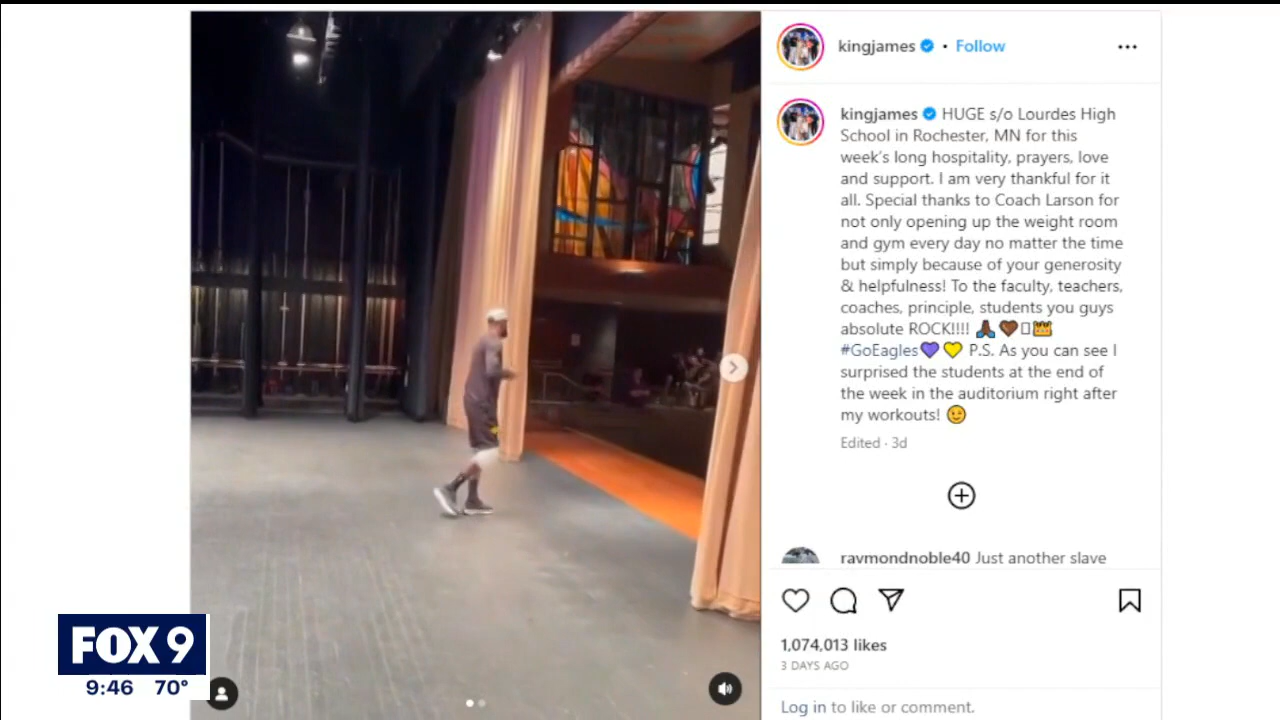 kingjames • Follow
kingjames HUGE s/o Lourdes High
School in Rochester, MN for this
week's long hospitality, prayers, love
and support. I am very thankful for it
all. Special thanks to Coach Larson for
not only opening up the weight room
and gym every day no matter the time
but simply because of your generosity
& helpfulness! To the faculty, teachers,
coaches, principle, students you guys
absolute ROCK!!!! 🙏🏾🤎▯👑
#GoEagles💜💛 P.S. As you can see I
surprised the students at the end of
the week in the auditorium right after
my workouts! 😉
Edited · 3d
ravmondnoble40 Just another slave
1,074,013 likes
3 DAYS AGO
Log in to like or comment.
FOX 9
9:46 70°